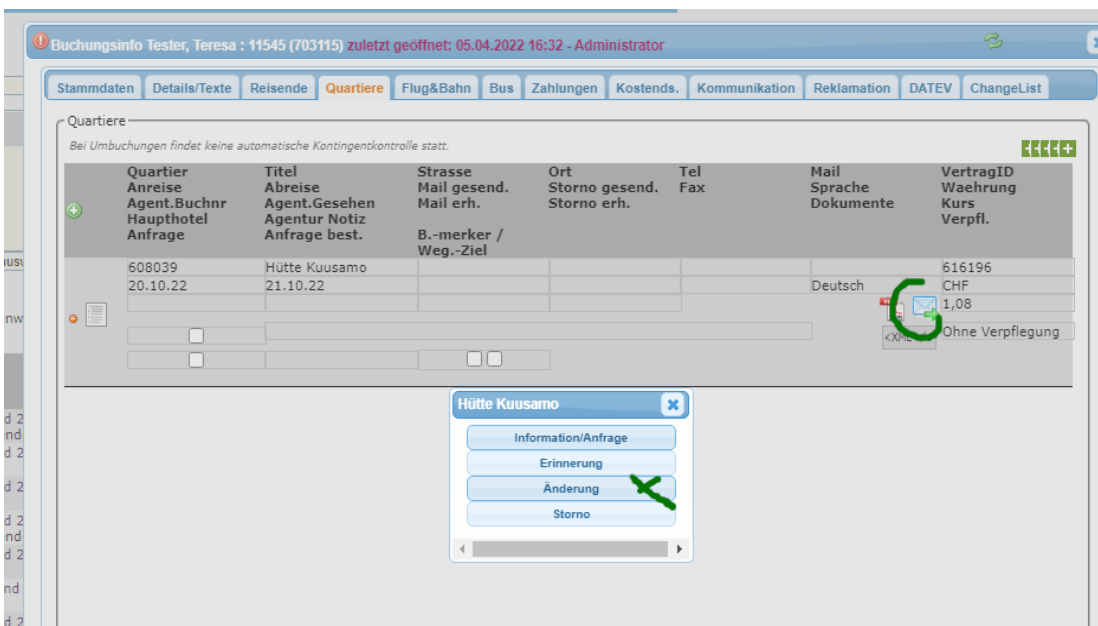 Buchungsinfo Tester, Teresa : 11545 (703115) zuletzt geöffnet: 05.04.2022 16:32 - Administrator
Stammdaten Details/Texte Reisende Quartiere Flug&Bahn Bus Zahlungen Kostends. Kommunikation Reklamation DATEV ChangeList
Quartiere
Bei Umbuchungen findet keine automatische Kontingentkontrolle statt.
Quartier Titel Strasse Ort Tel Mail VertragID
Anreise Abreise Mail gesend. Storno gesend. Fax Sprache Waehrung
Agent.Buchnr Agent.Gesehen Mail erh. Storno erh. Dokumente Kurs
Haupthotel Agentur Notiz Verpfl.
Anfrage Anfrage best. B.-merker /
Weg.-Ziel
608039 Hütte Kuusamo 616196
20.10.22 21.10.22 Deutsch CHF
1,08
Ohne Verpflegung
Hütte Kuusamo
Information/Anfrage
Erinnerung
Änderung
Storno